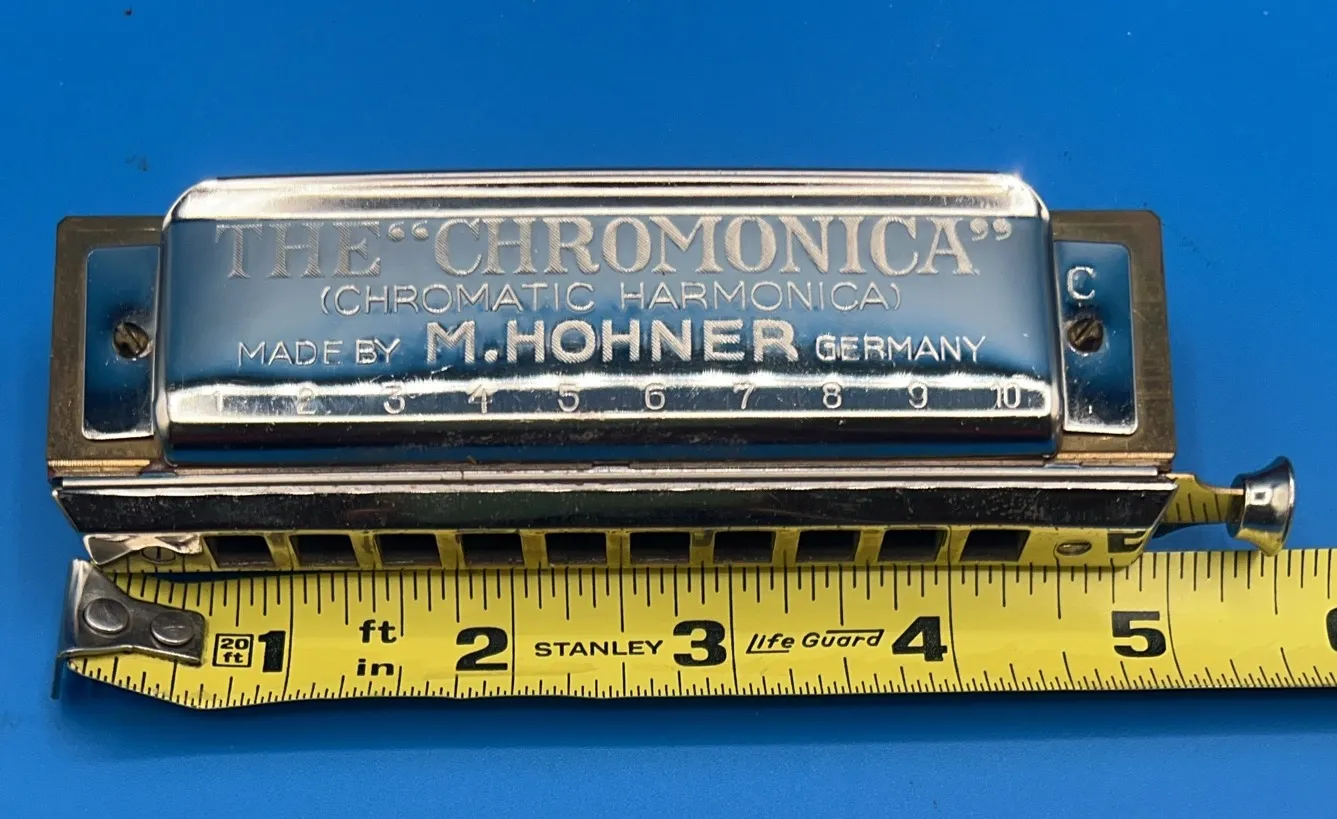 THE “CHROMONICA”
C
(CHROMATIC HARMONICA)
MADE BY M. HOHNER GERMANY
1 2 3 4 5 6 7 8 9 10
20 ft 1 ft in 2 STANLEY 3 Life Guard 4 5